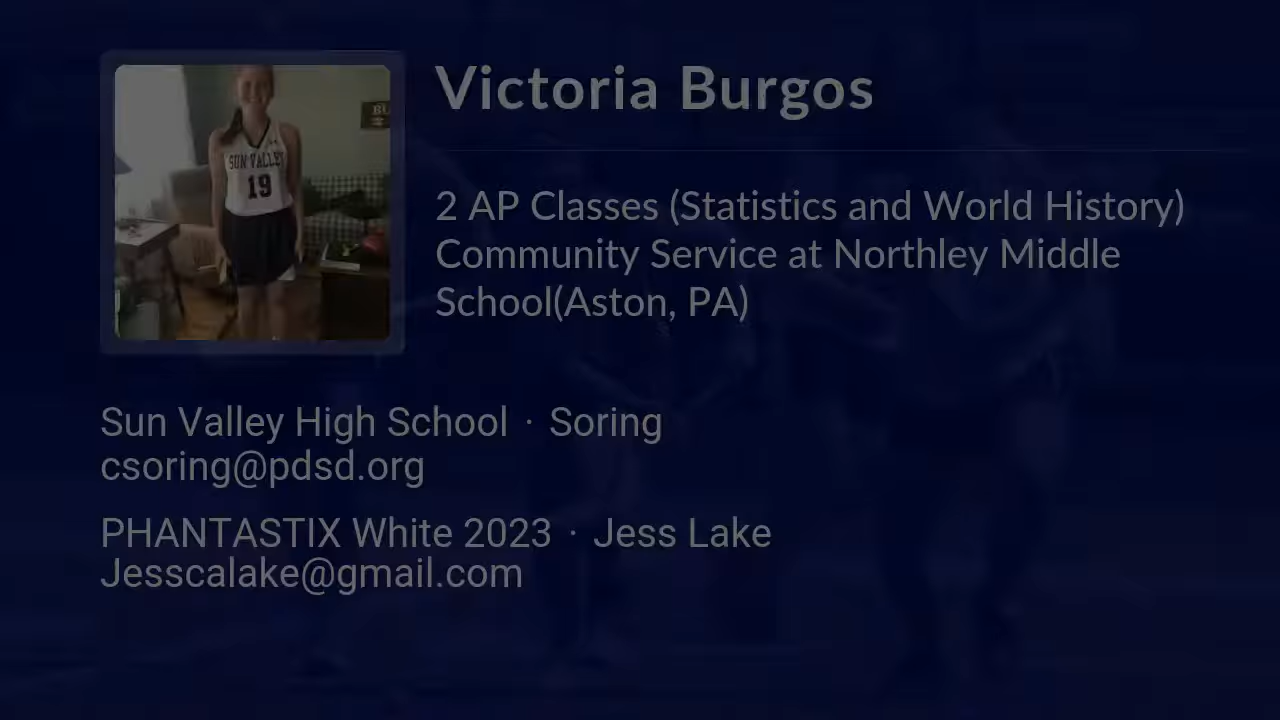 Victoria Burgos
2 AP Classes (Statistics and World History)
Community Service at Northley Middle
School(Aston, PA)
SUN VALLEY
19
BU
Sun Valley High School · Soring
csoring@pdsd.org
PHANTASTIX White 2023 · Jess Lake
Jesscalake@gmail.com